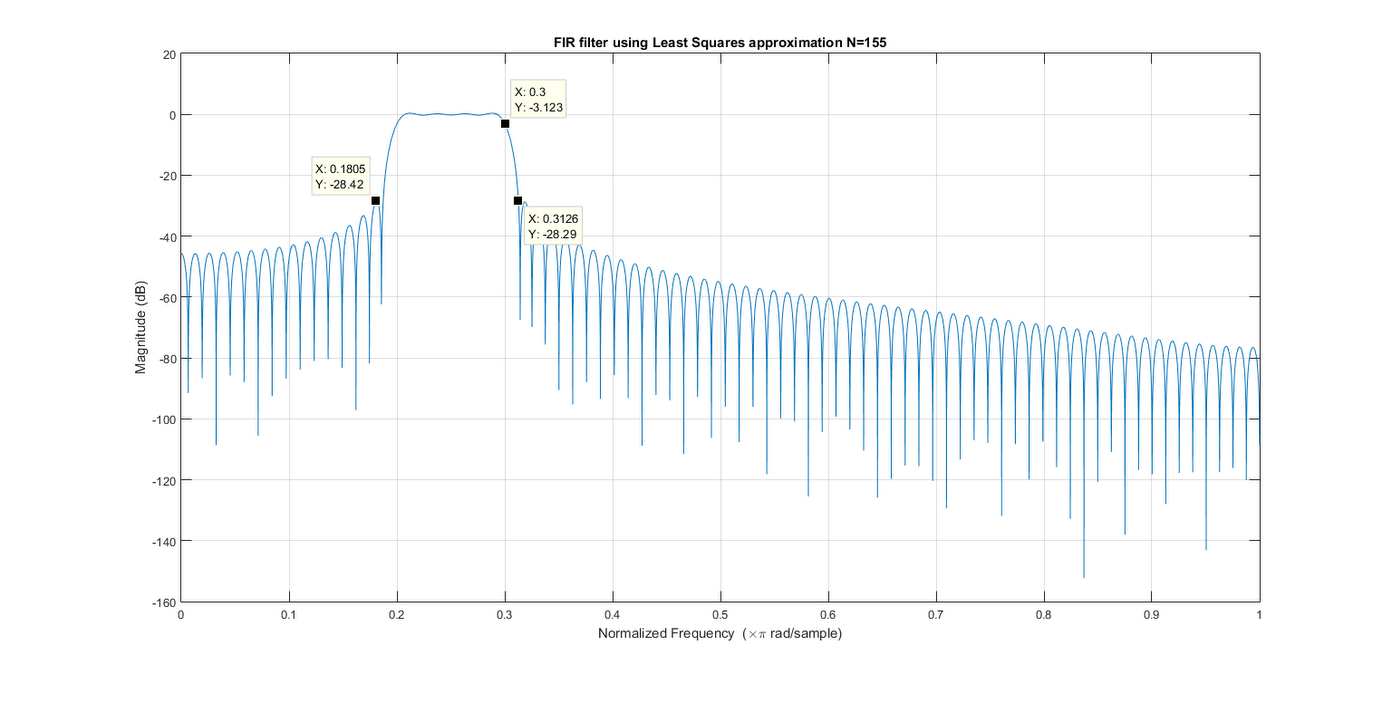 FIR filter using Least Squares approximation N=155
20
0
-20
-40
-60
-80
-100
-120
-140
-160
Magnitude (dB)
X: 0.3
Y: -3.123
X: 0.1805
Y: -28.42
X: 0.3126
Y: -28.29
0 0.1 0.2 0.3 0.4 0.5 0.6 0.7 0.8 0.9 1
Normalized Frequency (×π rad/sample)